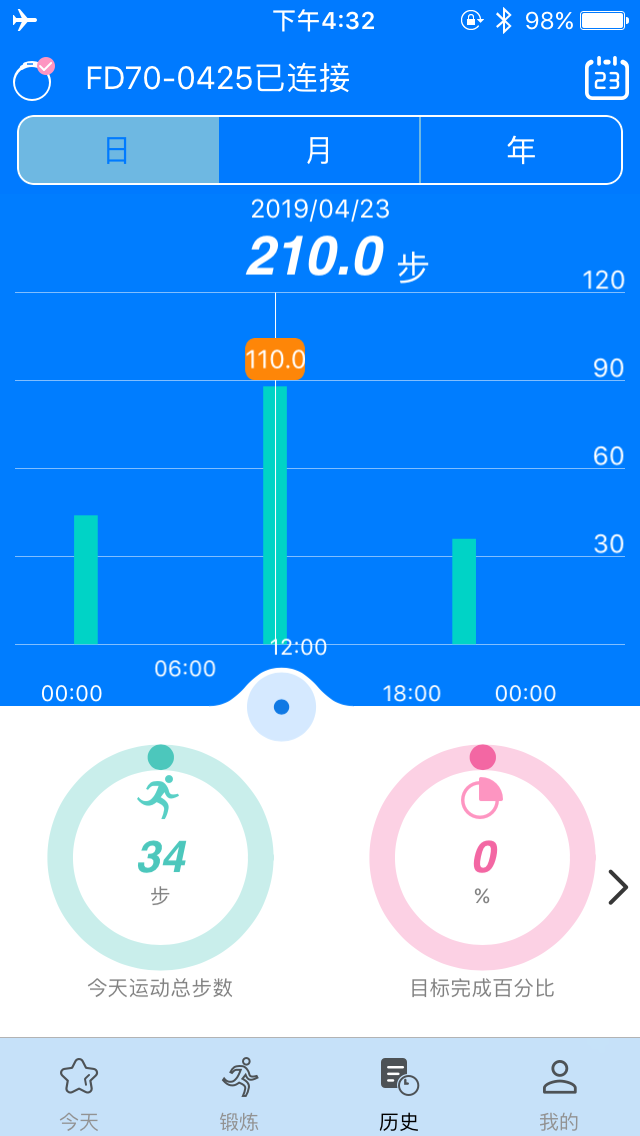 下午4:32 98%
FD70-0425已连接 23
日 月 年
2019/04/23
210.0 步
120
110.0
90
60
30
12:00
06:00
00:00 18:00 00:00
34 0
步 %
今天运动总步数 目标完成百分比
今天 锻炼 历史 我的